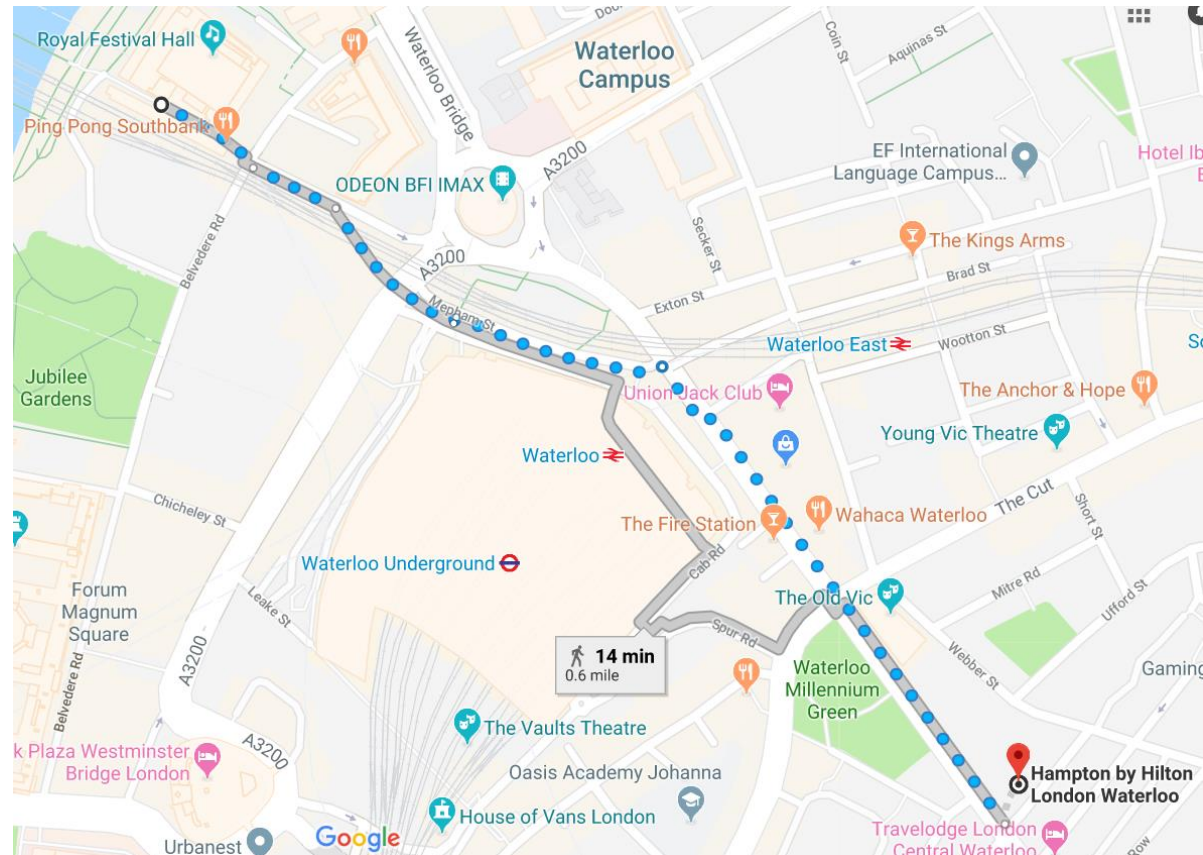 Royal Festival Hall
Waterloo Bridge
Waterloo
Campus
Coin St
Aquinas St
Ping Pong Southbank
A3200
ODEON BFI IMAX
EF International
Language Campus...
Hotel Ib
Belvedere Rd
A3200
Secker St
The Kings Arms
Brad St
Exton St
Mepham St
Waterloo East
Wootton St
Jubilee
Gardens
Union Jack Club
The Anchor & Hope
Young Vic Theatre
Waterloo
The Cut
Short St
Chicheley St
The Fire Station
Wahaca Waterloo
Waterloo Underground
Cab Rd
Mitre Rd
Ufford St
Forum
Magnum
Square
Leake St
The Old Vic
Spur Rd
Webber St
14 min
0.6 mile
A3200
Belvedere Rd
Waterloo
Millennium
Green
Gaming
The Vaults Theatre
k Plaza Westminster
Bridge London
A3200
Oasis Academy Johanna
Hampton by Hilton
London Waterloo
House of Vans London
Travelodge London
Central Waterloo
Row
Google
Urbanest